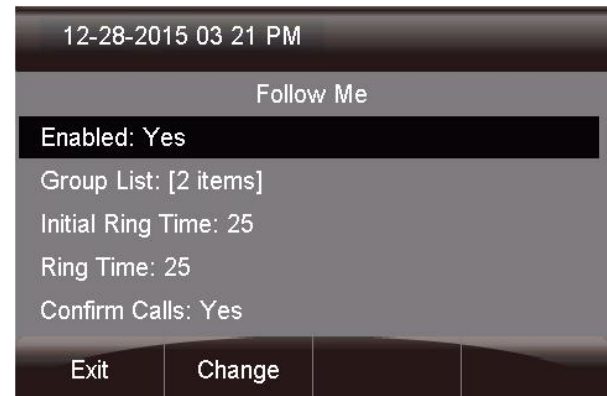 12-28-2015 03 21 PM
Follow Me
Enabled: Yes
Group List: [2 items]
Initial Ring Time: 25
Ring Time: 25
Confirm Calls: Yes
Exit Change